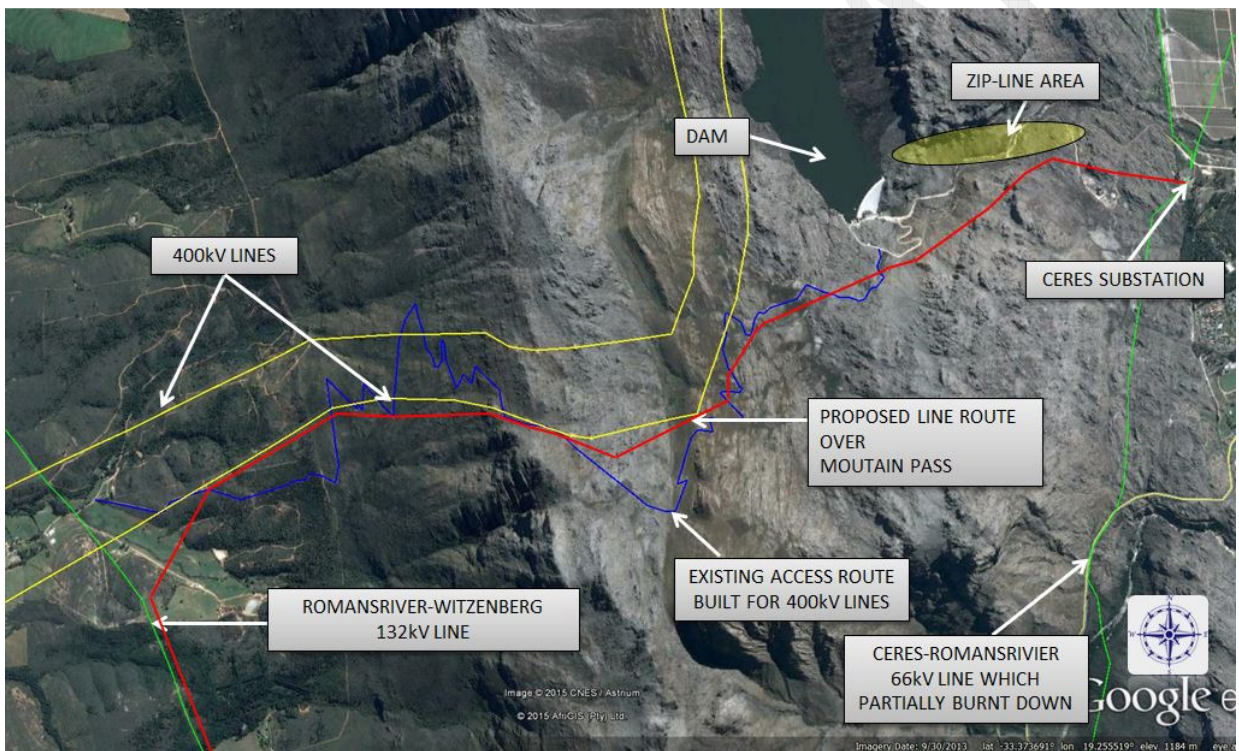 ZIP-LINE AREA
DAM
400kV LINES
CERES SUBSTATION
PROPOSED LINE ROUTE
OVER
MOUTAIN PASS
EXISTING ACCESS ROUTE
BUILT FOR 400kV LINES
ROMANSRIVER-WITZENBERG
132kV LINE
CERES-ROMANSRIVIER
66kV LINE WHICH
PARTIALLY BURNT DOWN
N
W
E
S
Image © 2015 CNES / Astrium
© 2015 AfriGIS (Pty) Ltd.
Google e
Imagery Date: 9/30/2013 lat -33.373691° lon 19.255519° elev 1184 m eye a